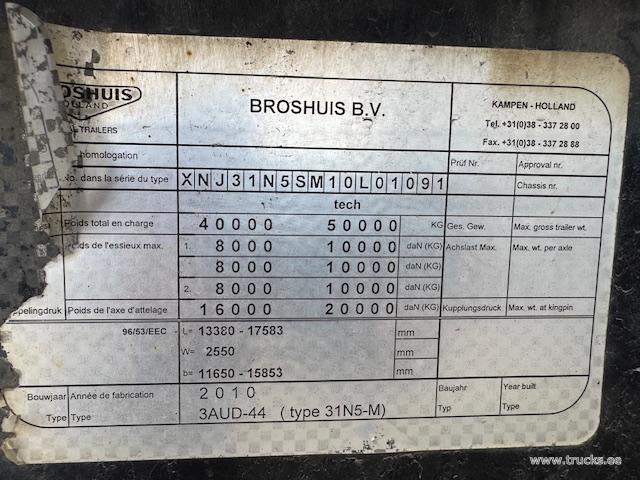 OSHUIS
HOLLAND
TRAILERS
BROSHUIS B.V.
KAMPEN - HOLLAND
Tel. +31(0)38 - 337 28 00
Fax. +31(0)38 - 337 28 88
homologation Prüf Nr. Approval nr.
No. dans la série du type XNJ31N5SM10L01091 Chassis nr.
tech
Poids total en charge 40000 50000 KG Ges. Gew. Max. gross trailer wt.
Poids de l'essieux max. 1. 8000 10000 daN (KG) Achslast Max. Max. wt. per axle
8000 10000 daN (KG)
2. 8000 10000 daN (KG)
ppelingdruk Poids de l'axe d'attelage 16000 20000 daN (KG) Kupplungsdruck Max. wt. at kingpin
96/53/EEC - L= 13380 - 17583 mm
W= 2550 mm
b= 11650 - 15853 mm
Bouwjaar Année de fabrication 2010 Baujahr Year built
Type Type 3AUD-44 (type 31N5-M) Typ Type
www.trucks.ee